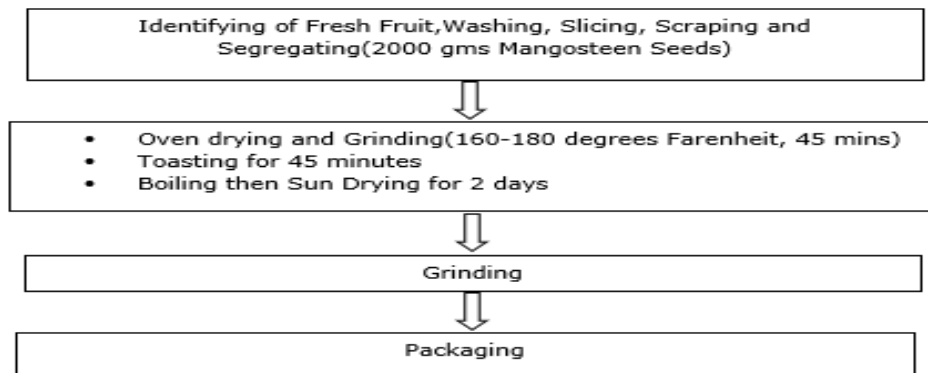 Identifying of Fresh Fruit,Washing, Slicing, Scraping and
Segregating(2000 gms Mangosteen Seeds)
• Oven drying and Grinding(160-180 degrees Farenheit, 45 mins)
• Toasting for 45 minutes
• Boiling then Sun Drying for 2 days
Grinding
Packaging